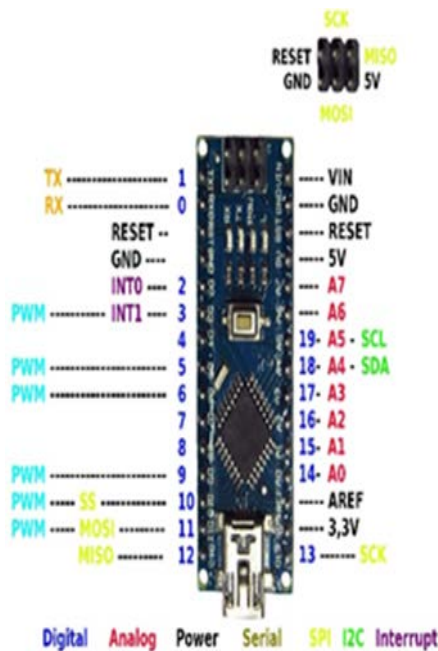 SCK
RESET MISO
GND 5V
MOSI
TX 1 VIN
RX 0 GND
RESET RESET
GND 5V
INT0 2 A7
PWM INT1 3 A6
4 19 A5 SCL
PWM 5 18 A4 SDA
PWM 6 17 A3
7 16 A2
8 15 A1
PWM 9 14 A0
PWM SS 10 AREF
PWM MOSI 11 3,3V
MISO 12 13 SCK
Digital Analog Power Serial SPI I2C Interrupt